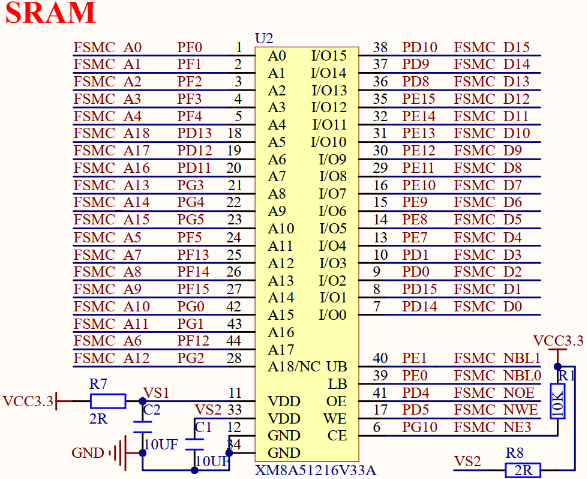 SRAM
U2
FSMC_A0 PF0 1 A0 I/O15 38 PD10 FSMC_D15
FSMC_A1 PF1 2 A1 I/O14 37 PD9 FSMC_D14
FSMC_A2 PF2 3 A2 I/O13 36 PD8 FSMC_D13
FSMC_A3 PF3 4 A3 I/O12 35 PE15 FSMC_D12
FSMC_A4 PF4 5 A4 I/O11 32 PE14 FSMC_D11
FSMC_A18 PD13 18 A5 I/O10 31 PE13 FSMC_D10
FSMC_A17 PD12 19 A6 I/O9 30 PE12 FSMC_D9
FSMC_A16 PD11 20 A7 I/O8 29 PE11 FSMC_D8
FSMC_A13 PG3 21 A8 I/O7 16 PE10 FSMC_D7
FSMC_A14 PG4 22 A9 I/O6 15 PE9 FSMC_D6
FSMC_A15 PG5 23 A10 I/O5 14 PE8 FSMC_D5
FSMC_A5 PF5 24 A11 I/O4 13 PE7 FSMC_D4
FSMC_A7 PF13 25 A12 I/O3 10 PD1 FSMC_D3
FSMC_A8 PF14 26 A13 I/O2 9 PD0 FSMC_D2
FSMC_A9 PF15 27 A14 I/O1 8 PD15 FSMC_D1
FSMC_A10 PG0 42 A15 I/O0 7 PD14 FSMC_D0
FSMC_A11 PG1 43 A16
FSMC_A6 PF12 44 A17
VCC3.3
FSMC_A12 PG2 28 A18/NC UB 40 PE1 FSMC_NBL1
LB 39 PE0 FSMC_NBL0 R1
R7 VS1 11 VDD OE 41 PD4 FSMC_NOE
VCC3.3 2R C2 VS2 33 VDD WE 17 PD5 FSMC_NWE 10K
C1 12 GND CE 6 PG10 FSMC_NE3
10UF 34 GND
GND 10UF
XM8A51216V33A
VS2 R8 2R